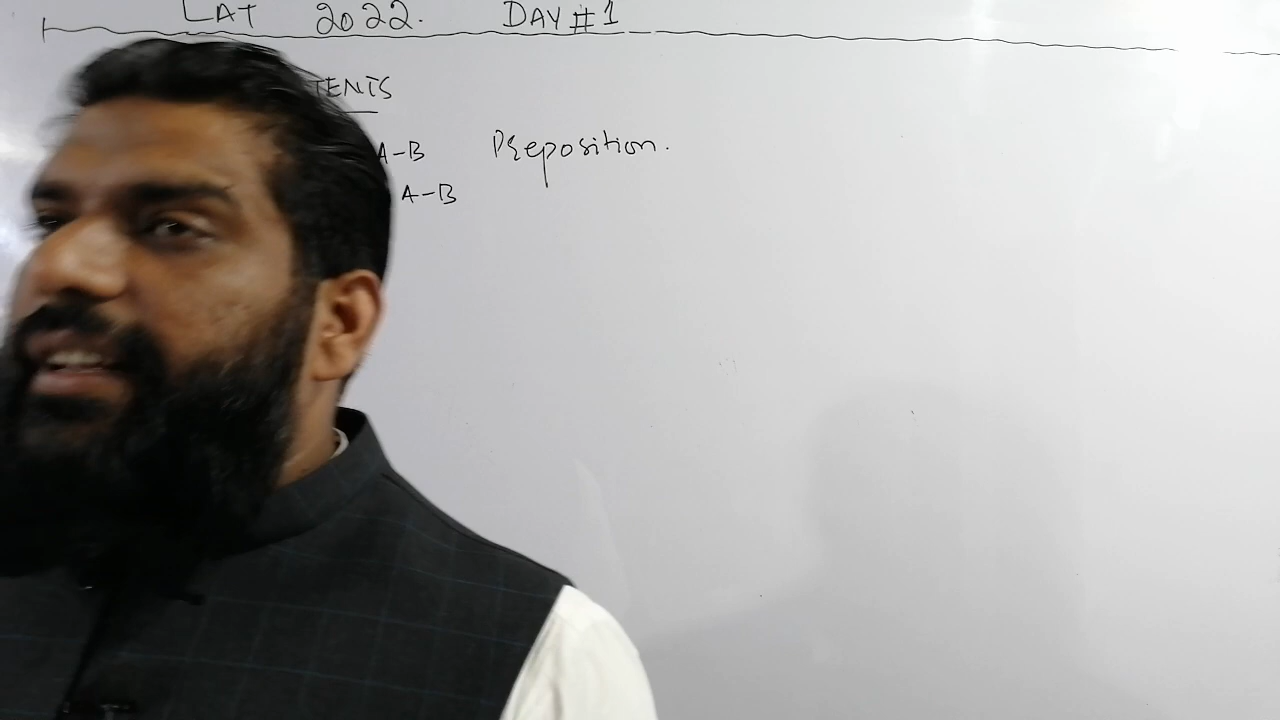 LAT 2022. DAY #1
TENTS
A-B Preposition.
A-B